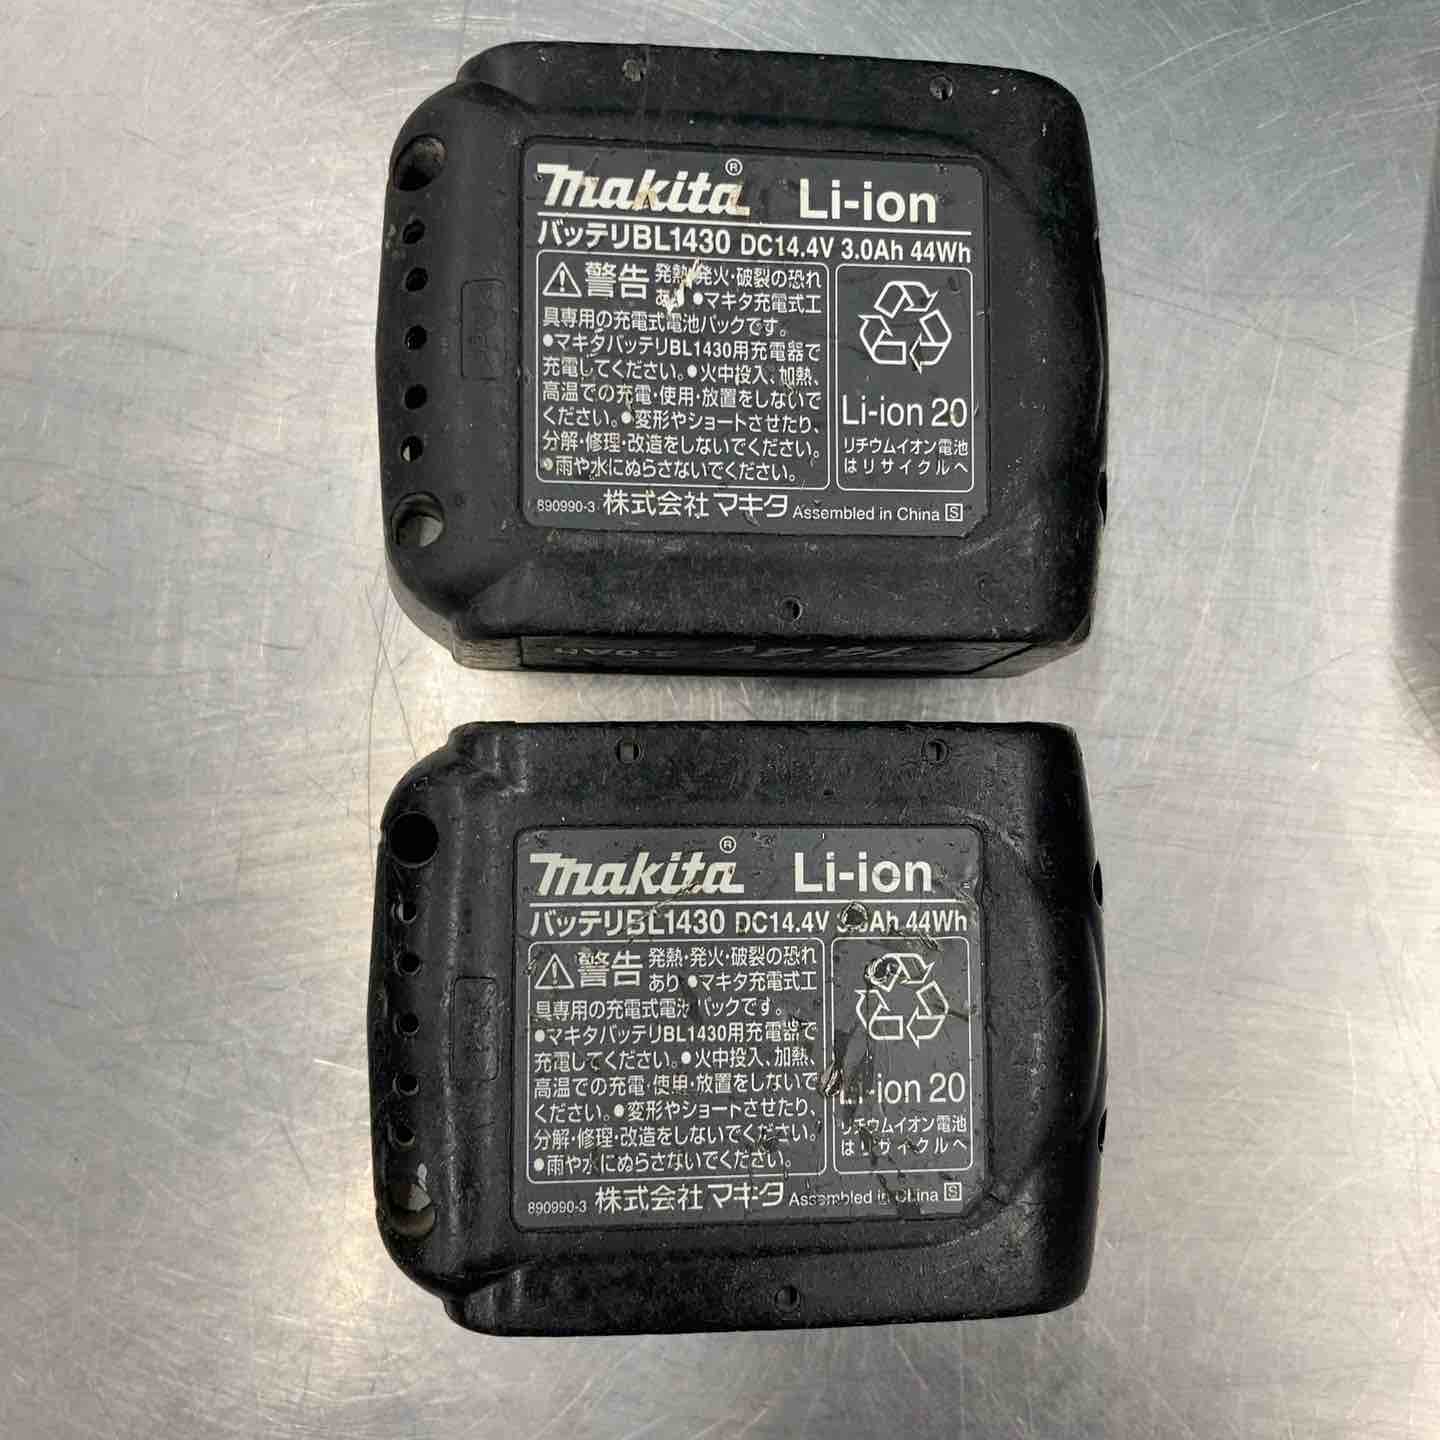 makita® Li-ion
バッテリBL1430 DC14.4V 3.0Ah 44Wh
警告 発熱・発火・破裂の恐れ
あり ●マキタ充電式工
具専用の充電式電池パックです。
●マキタバッテリBL1430用充電器で
充電してください。●火中投入、加熱、
高温での充電・使用・放置をしないで
ください。●変形やショートさせたり、
分解・修理・改造をしないでください。
●雨や水にぬらさないでください。
Li-ion 20
リチウムイオン電池
はリサイクルへ
890990-3 株式会社マキタ Assembled in China S
14.4V 3.0Ah
makita® Li-ion
バッテリBL1430 DC14.4V 3.0Ah 44Wh
警告 発熱・発火・破裂の恐れ
あり ●マキタ充電式工
具専用の充電式電池パックです。
●マキタバッテリBL1430用充電器で
充電してください。●火中投入、加熱、
高温での充電・使用・放置をしないで
ください。●変形やショートさせたり、
分解・修理・改造をしないでください。
●雨や水にぬらさないでください。
Li-ion 20
リチウムイオン電池
はリサイクルへ
890990-3 株式会社マキタ Assembled in China S